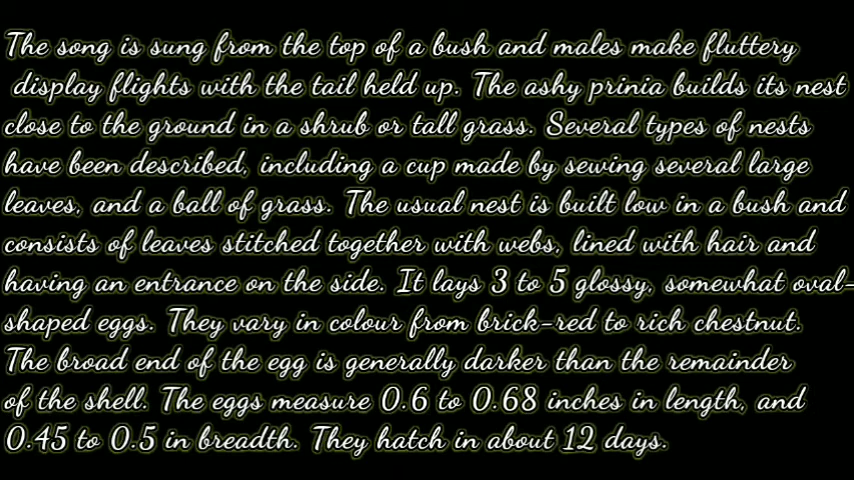 The song is sung from the top of a bush and males make fluttery
display flights with the tail held up. The ashy prinia builds its nest
close to the ground in a shrub or tall grass. Several types of nests
have been described, including a cup made by sewing several large
leaves, and a ball of grass. The usual nest is built low in a bush and
consists of leaves stitched together with webs, lined with hair and
having an entrance on the side. It lays 3 to 5 glossy, somewhat oval-
shaped eggs. They vary in colour from brick-red to rich chestnut.
The broad end of the egg is generally darker than the remainder
of the shell. The eggs measure 0.6 to 0.68 inches in length, and
0.45 to 0.5 in breadth. They hatch in about 12 days.